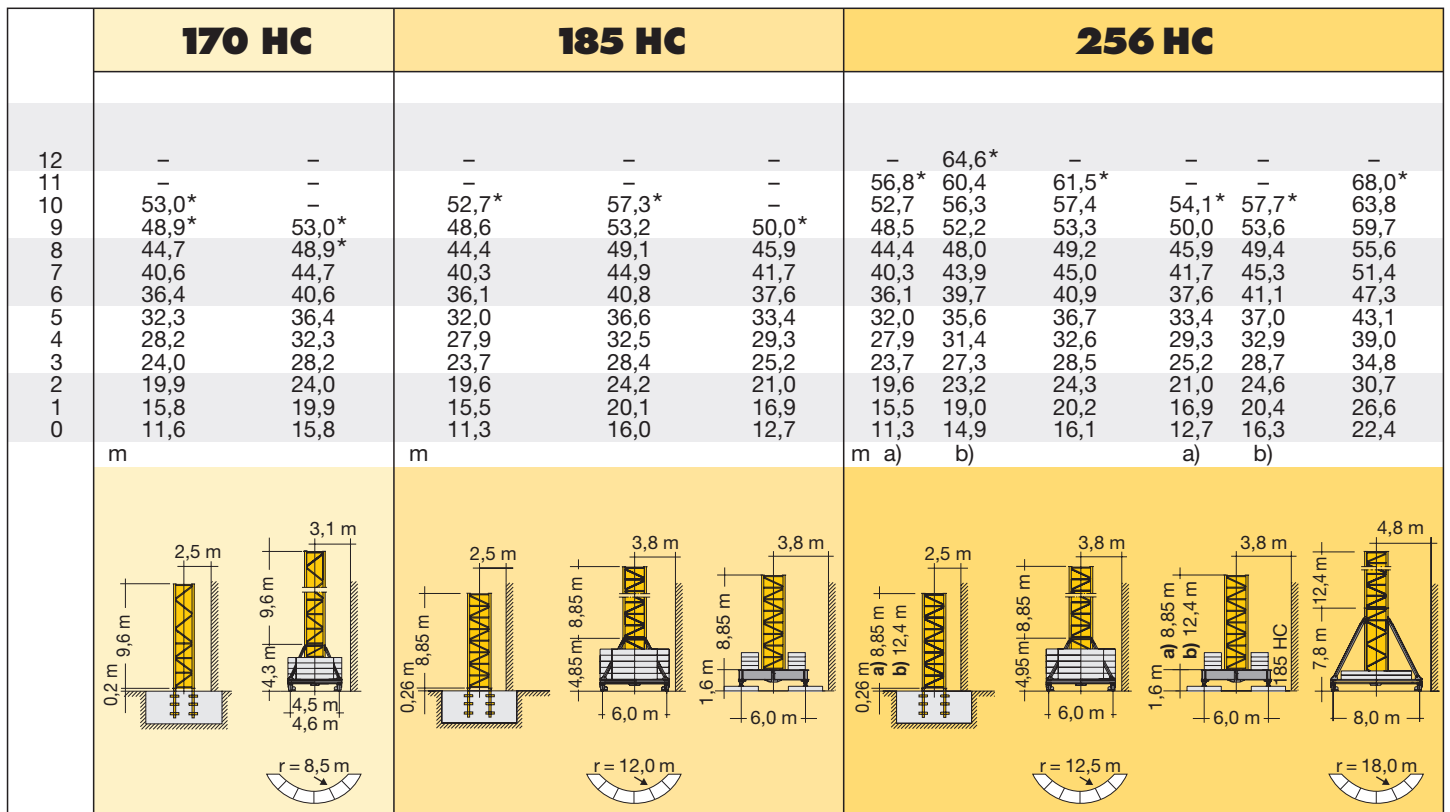 170 HC 185 HC 256 HC
12 – – – – – – 64,6* – – – –
11 – – – – – 56,8* 60,4 61,5* – – 68,0*
10 53,0* – 52,7* 57,3* – 52,7 56,3 57,4 54,1* 57,7* 63,8
9 48,9* 53,0* 48,6 53,2 50,0* 48,5 52,2 53,3 50,0 53,6 59,7
8 44,7 48,9* 44,4 49,1 45,9 44,4 48,0 49,2 45,9 49,4 55,6
7 40,6 44,7 40,3 44,9 41,7 40,3 43,9 45,0 41,7 45,3 51,4
6 36,4 40,6 36,1 40,8 37,6 36,1 39,7 40,9 37,6 41,1 47,3
5 32,3 36,4 32,0 36,6 33,4 32,0 35,6 36,7 33,4 37,0 43,1
4 28,2 32,3 27,9 32,5 29,3 27,9 31,4 32,6 29,3 32,9 39,0
3 24,0 28,2 23,7 28,4 25,2 23,7 27,3 28,5 25,2 28,7 34,8
2 19,9 24,0 19,6 24,2 21,0 19,6 23,2 24,3 21,0 24,6 30,7
1 15,8 19,9 15,5 20,1 16,9 15,5 19,0 20,2 16,9 20,4 26,6
0 11,6 15,8 11,3 16,0 12,7 11,3 14,9 16,1 12,7 16,3 22,4
m m m a) b) a) b)
2,5 m
9,6 m
0,2 m
3,1 m
9,6 m
4,3 m
4,5 m
4,6 m
r = 8,5 m
2,5 m
8,85 m
0,26 m
3,8 m
8,85 m
4,85 m
6,0 m
r = 12,0 m
3,8 m
8,85 m
1,6 m
6,0 m
2,5 m
a) 8,85 m
b) 12,4 m
0,26 m
3,8 m
8,85 m
4,95 m
6,0 m
r = 12,5 m
3,8 m
a) 8,85 m
b) 12,4 m
1,6 m
185 HC
6,0 m
4,8 m
12,4 m
7,8 m
8,0 m
r = 18,0 m